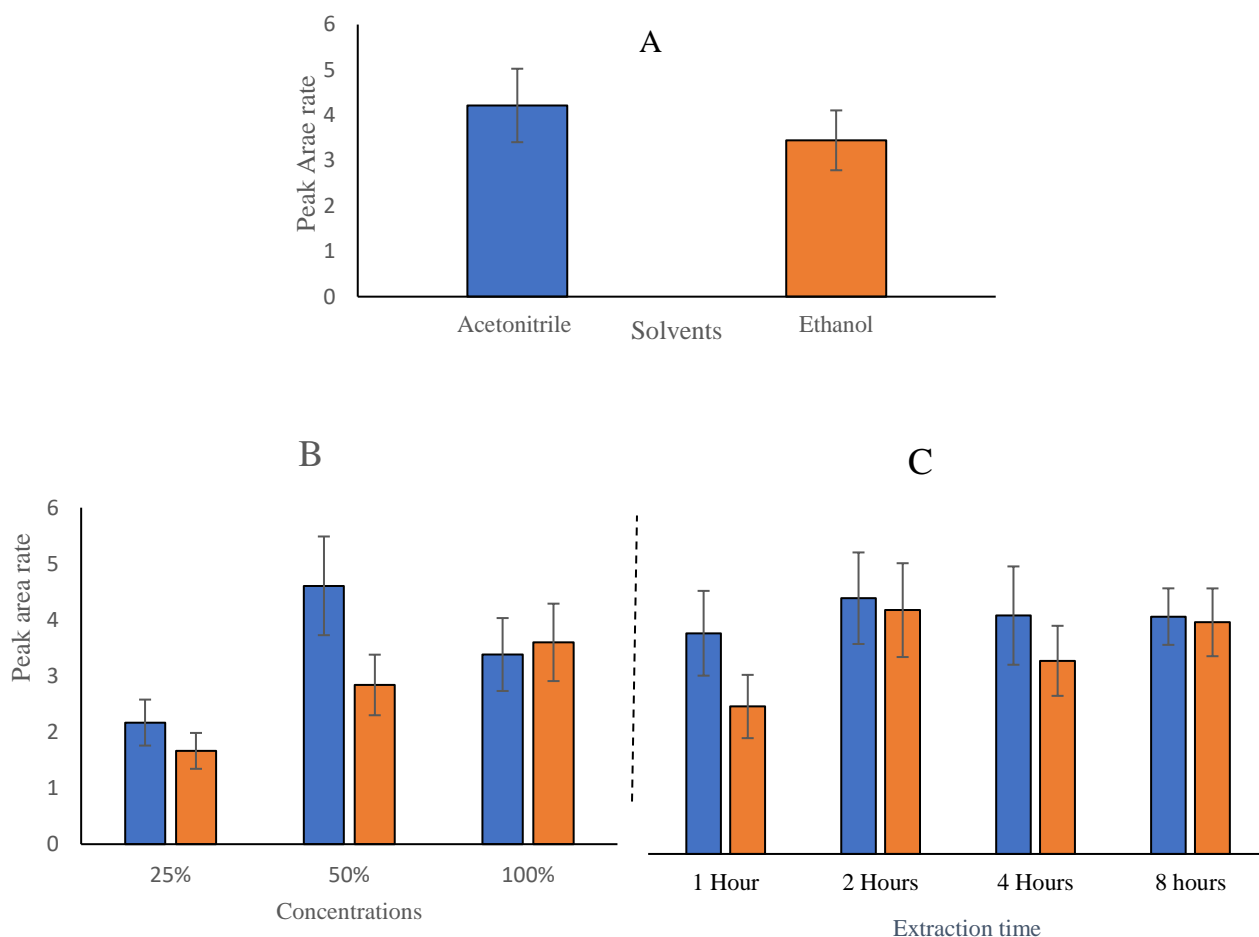 A
Peak Arae rate
6
5
4
3
2
1
0
Acetonitrile
Ethanol
Solvents
B
Peak area rate
6
5
4
3
2
1
0
25%
50%
100%
Concentrations
C
1 Hour
2 Hours
4 Hours
8 hours
Extraction time